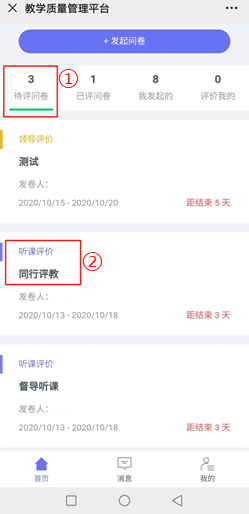 × 教学质量管理平台 ...
+ 发起问卷
3 1 8 0
待评问卷 已评问卷 我发起的 评价我的
①
领导评价
测试
发卷人：
2020/10/15 - 2020/10/20 距结束 5 天
听课评价
同行评教
②
发卷人：
2020/10/13 - 2020/10/18 距结束 3 天
听课评价
督导听课
发卷人：
2020/10/13 - 2020/10/18 距结束 3 天
首页 消息 我的